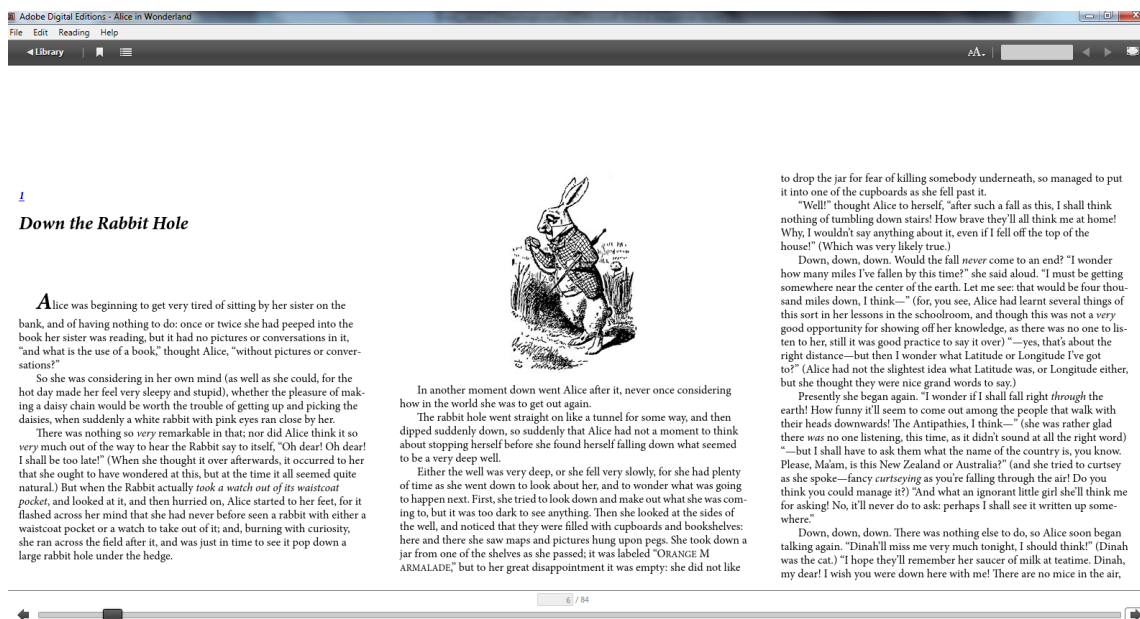 Adobe Digital Editions - Alice in Wonderland
File Edit Reading Help
Library
AA
1
Down the Rabbit Hole
Alice was beginning to get very tired of sitting by her sister on the
bank, and of having nothing to do: once or twice she had peeped into the
book her sister was reading, but it had no pictures or conversations in it,
“and what is the use of a book,” thought Alice, “without pictures or conver-
sations?”
So she was considering in her own mind (as well as she could, for the
hot day made her feel very sleepy and stupid), whether the pleasure of mak-
ing a daisy chain would be worth the trouble of getting up and picking the
daisies, when suddenly a white rabbit with pink eyes ran close by her.
There was nothing so very remarkable in that; nor did Alice think it so
very much out of the way to hear the Rabbit say to itself, “Oh dear! Oh dear!
I shall be too late!” (When she thought it over afterwards, it occurred to her
that she ought to have wondered at this, but at the time it all seemed quite
natural.) But when the Rabbit actually took a watch out of its waistcoat
pocket, and looked at it, and then hurried on, Alice started to her feet, for it
flashed across her mind that she had never before seen a rabbit with either a
waistcoat pocket or a watch to take out of it; and, burning with curiosity,
she ran across the field after it, and was just in time to see it pop down a
large rabbit hole under the hedge.
In another moment down went Alice after it, never once considering
how in the world she was to get out again.
The rabbit hole went straight on like a tunnel for some way, and then
dipped suddenly down, so suddenly that Alice had not a moment to think
about stopping herself before she found herself falling down what seemed
to be a very deep well.
Either the well was very deep, or she fell very slowly, for she had plenty
of time as she went down to look about her, and to wonder what was going
to happen next. First, she tried to look down and make out what she was com-
ing to, but it was too dark to see anything. Then she looked at the sides of
the well, and noticed that they were filled with cupboards and bookshelves:
here and there she saw maps and pictures hung upon pegs. She took down a
jar from one of the shelves as she passed; it was labeled “ORANGE M
ARMALADE,” but to her great disappointment it was empty: she did not like
to drop the jar for fear of killing somebody underneath, so managed to put
it into one of the cupboards as she fell past it.
“Well!” thought Alice to herself, “after such a fall as this, I shall think
nothing of tumbling down stairs! How brave they’ll all think me at home!
Why, I wouldn’t say anything about it, even if I fell off the top of the
house!” (Which was very likely true.)
Down, down, down. Would the fall never come to an end? “I wonder
how many miles I’ve fallen by this time?” she said aloud. “I must be getting
somewhere near the center of the earth. Let me see: that would be four thou-
sand miles down, I think—” (for, you see, Alice had learnt several things of
this sort in her lessons in the schoolroom, and though this was not a very
good opportunity for showing off her knowledge, as there was no one to lis-
ten to her, still it was good practice to say it over) “—yes, that’s about the
right distance—but then I wonder what Latitude or Longitude I’ve got
to?” (Alice had not the slightest idea what Latitude was, or Longitude either,
but she thought they were nice grand words to say.)
Presently she began again. “I wonder if I shall fall right through the
earth! How funny it’ll seem to come out among the people that walk with
their heads downwards! The Antipathies, I think—” (she was rather glad
there was no one listening, this time, as it didn’t sound at all the right word)
“—but I shall have to ask them what the name of the country is, you know.
Please, Ma’am, is this New Zealand or Australia?” (and she tried to curtsey
as she spoke—fancy curtseying as you’re falling through the air! Do you
think you could manage it?) “And what an ignorant little girl she’ll think me
for asking! No, it’ll never do to ask: perhaps I shall see it written up some-
where.”
Down, down, down. There was nothing else to do, so Alice soon began
talking again. “Dinah’ll miss me very much tonight, I should think!” (Dinah
was the cat.) “I hope they’ll remember her saucer of milk at teatime. Dinah,
my dear! I wish you were down here with me! There are no mice in the air,
6 / 84